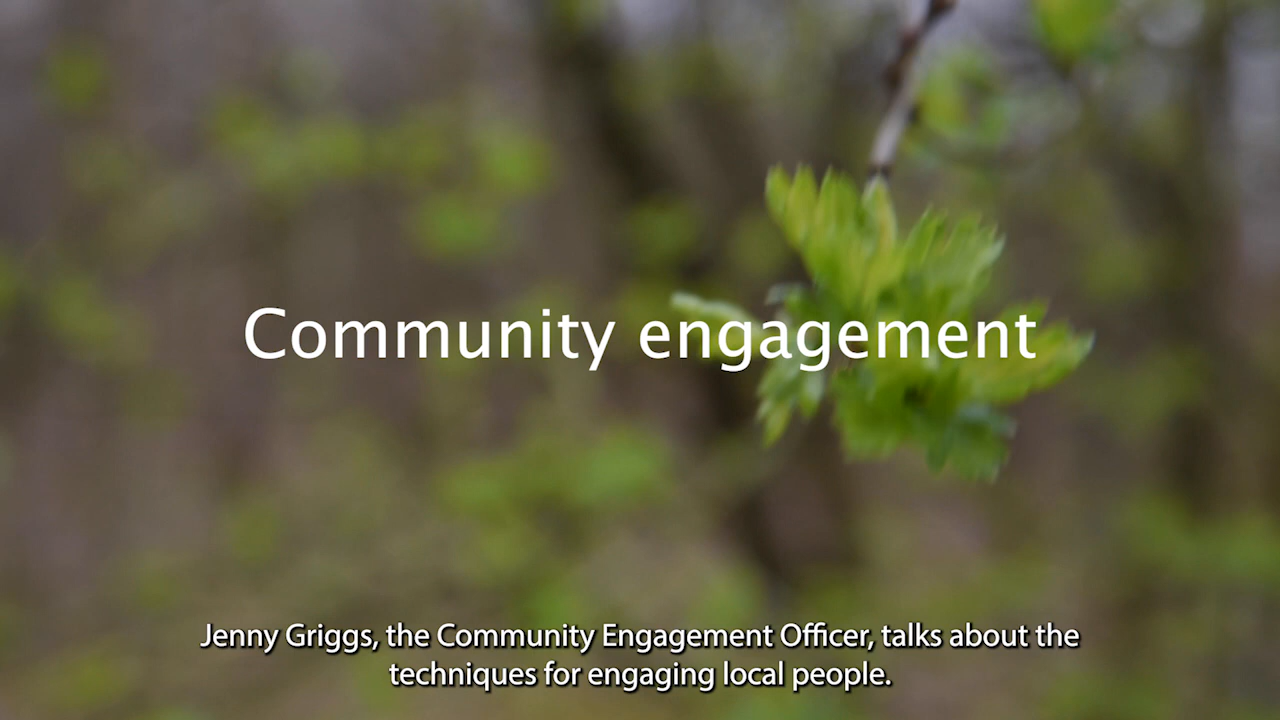 Community engagement
Jenny Griggs, the Community Engagement Officer, talks about the
techniques for engaging local people.